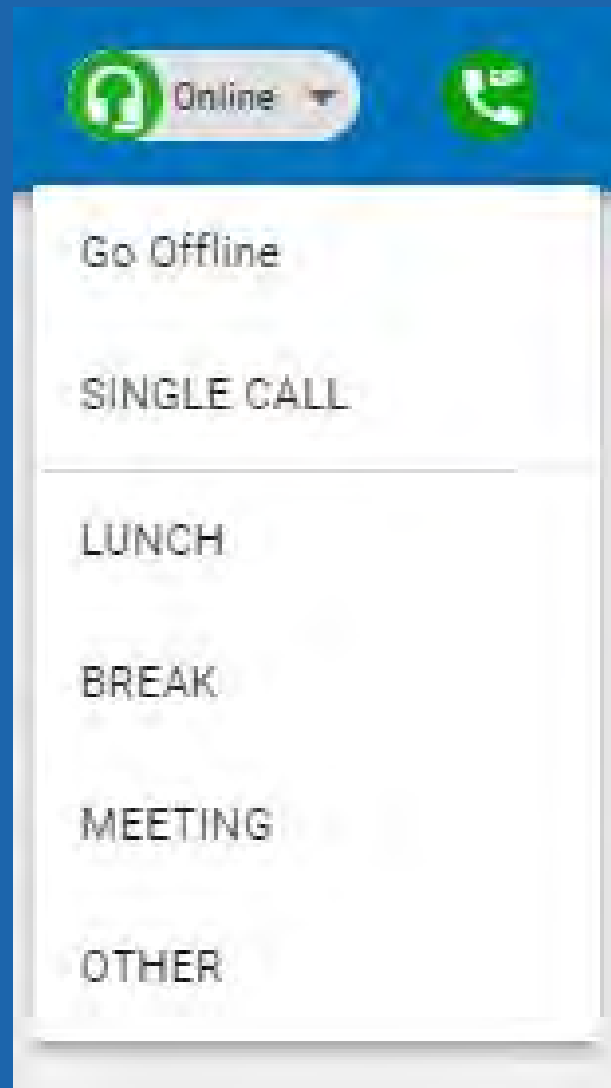 Online
Go Offline
SINGLE CALL
LUNCH
BREAK
MEETING
OTHER